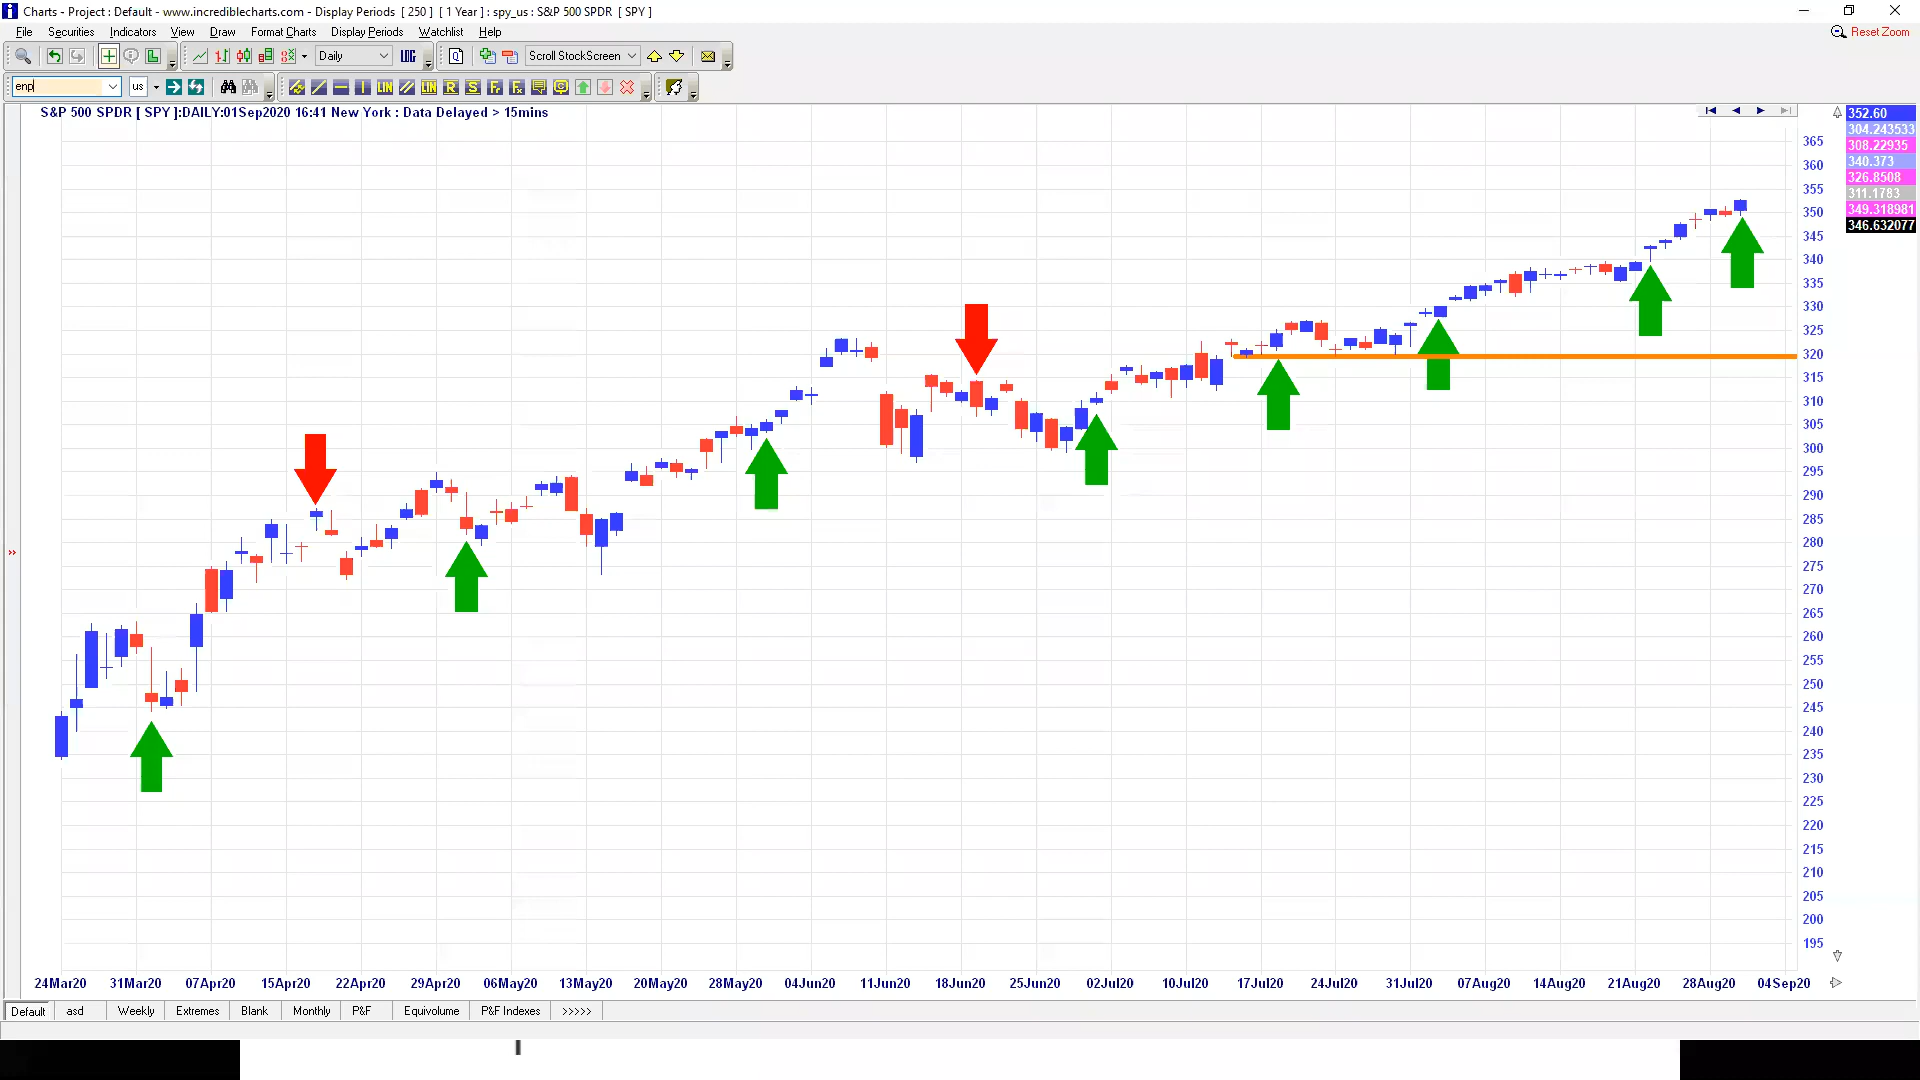 Charts - Project : Default - www.incrediblecharts.com - Display Periods [ 250 ] [ 1 Year ] : spy_us : S&P 500 SPDR [ SPY ]
File Securities Indicators View Draw Format Charts Display Periods Watchlist Help
Reset Zoom
Daily
Scroll StockScreen
enp
us
LIN
LIN
R
S
Fr
Fx
S&P 500 SPDR [ SPY ]:DAILY:01Sep2020 16:41 New York : Data Delayed > 15mins
352.60
304.243533
308.22935
340.373
326.8508
311.1783
349.318981
346.632077
365
360
355
350
345
340
335
330
325
320
315
310
305
300
295
290
285
280
275
270
265
260
255
250
245
240
235
230
225
220
215
210
205
200
195
24Mar20 31Mar20 07Apr20 15Apr20 22Apr20 29Apr20 06May20 13May20 20May20 28May20 04Jun20 11Jun20 18Jun20 25Jun20 02Jul20 10Jul20 17Jul20 24Jul20 31Jul20 07Aug20 14Aug20 21Aug20 28Aug20 04Sep20
Default asd Weekly Extremes Blank Monthly P&F Equivolume P&F Indexes >>>>>